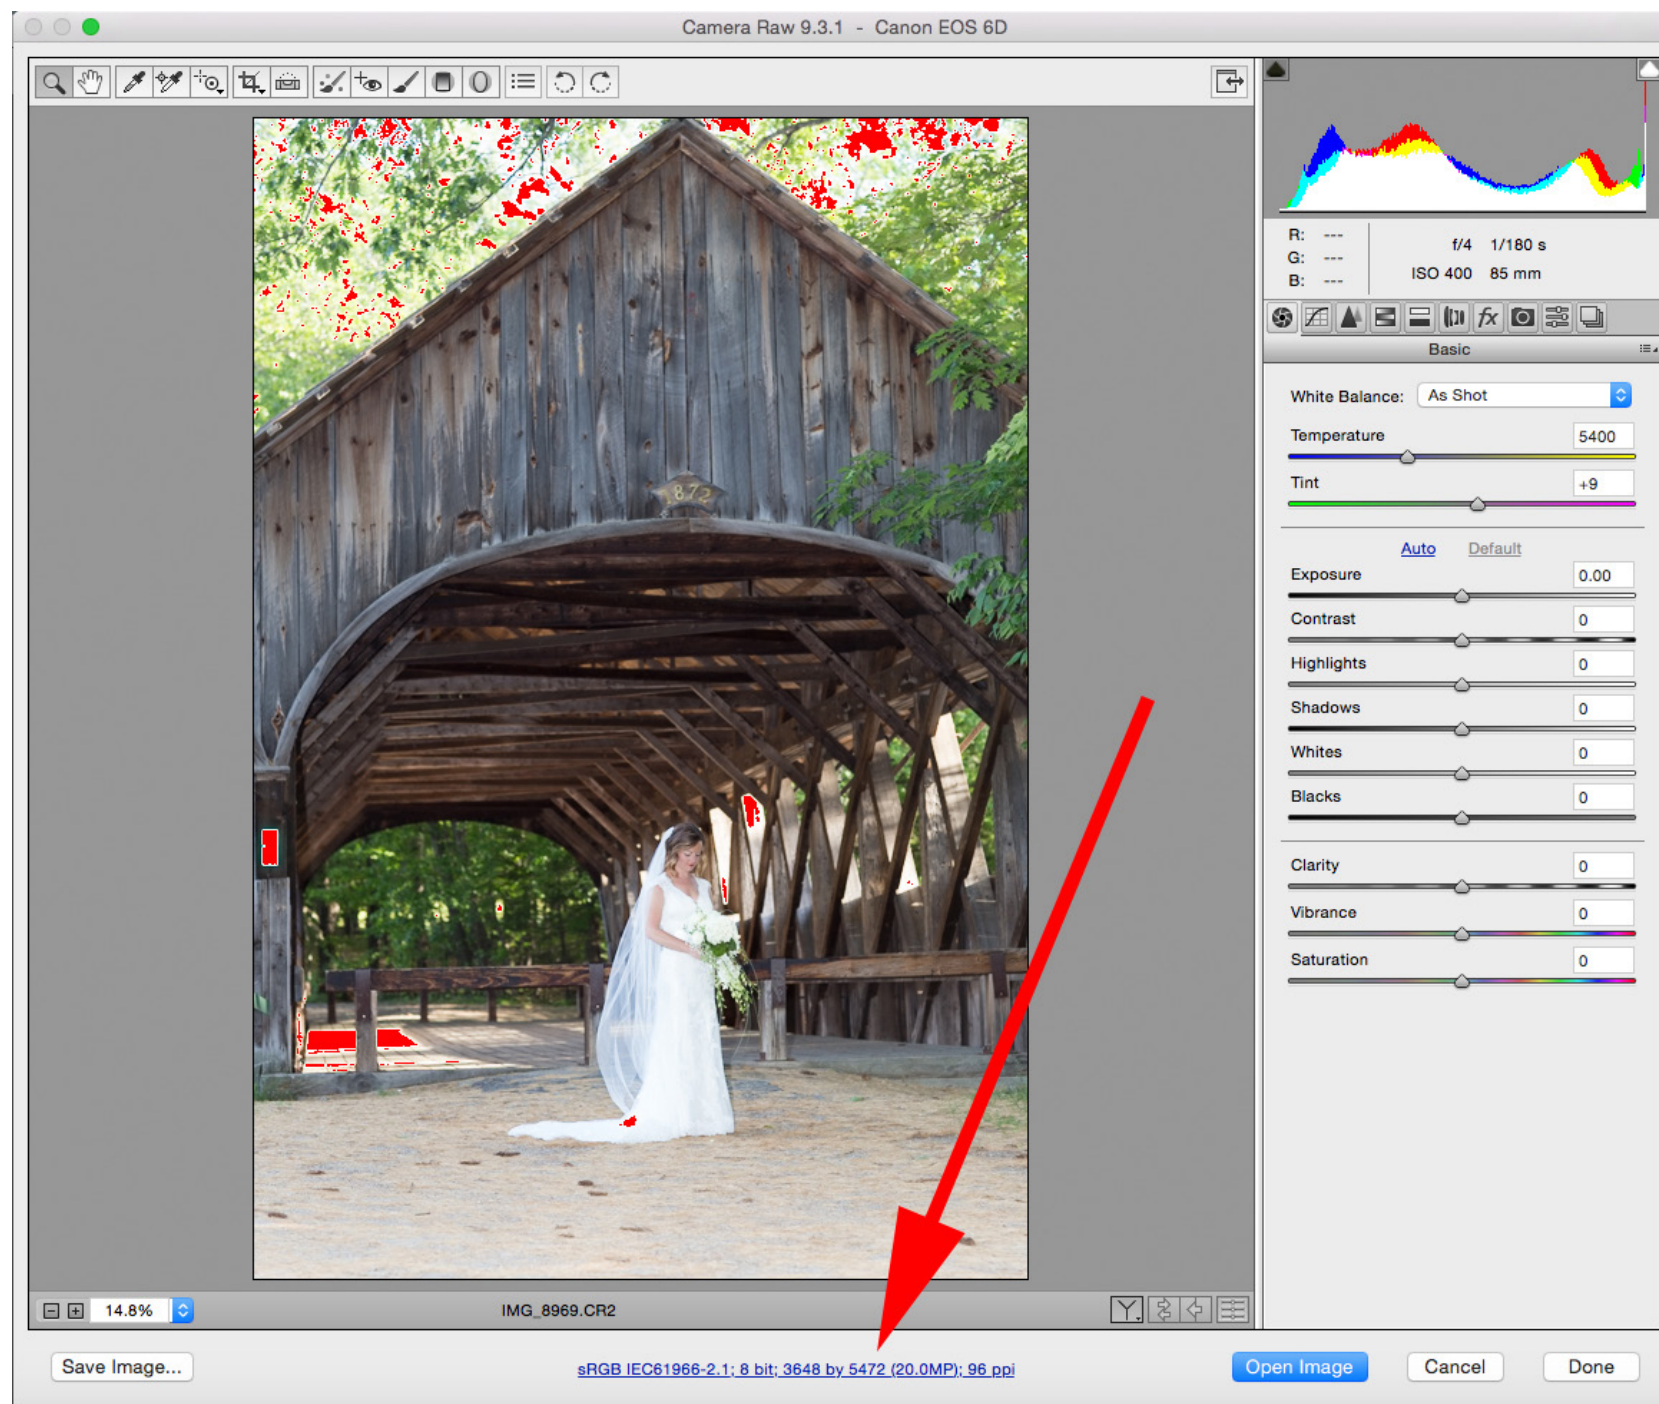 Camera Raw 9.3.1 - Canon EOS 6D
R: ---
G: ---
B: ---
f/4 1/180 s
ISO 400 85 mm
fx
Basic
White Balance: As Shot
Temperature 5400
Tint +9
Auto Default
Exposure 0.00
Contrast 0
Highlights 0
Shadows 0
Whites 0
Blacks 0
Clarity 0
Vibrance 0
Saturation 0
1872
14.8% IMG_8969.CR2 Y
Save Image... sRGB IEC61966-2.1; 8 bit; 3648 by 5472 (20.0MP); 96 ppi Open Image Cancel Done